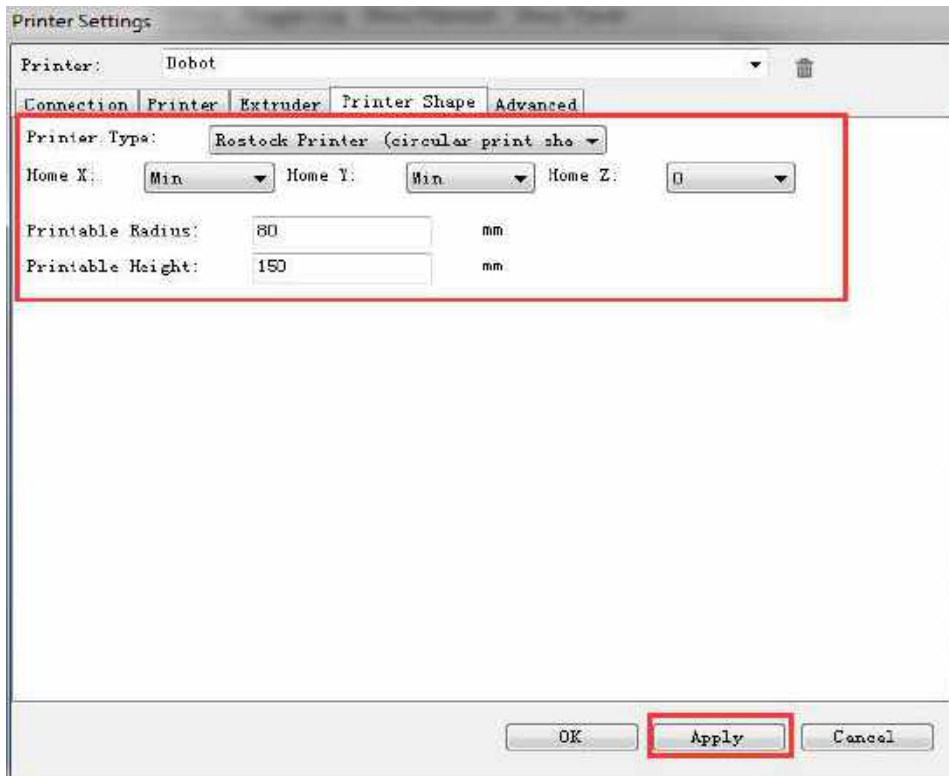 Printer Settings
Printer: Dobot
Connection Printer Extruder Printer Shape Advanced
Printer Type: Rostock Printer (circular print sha
Home X: Min Home Y: Min Home Z: 0
Printable Radius: 80 mm
Printable Height: 150 mm
OK Apply Cancel